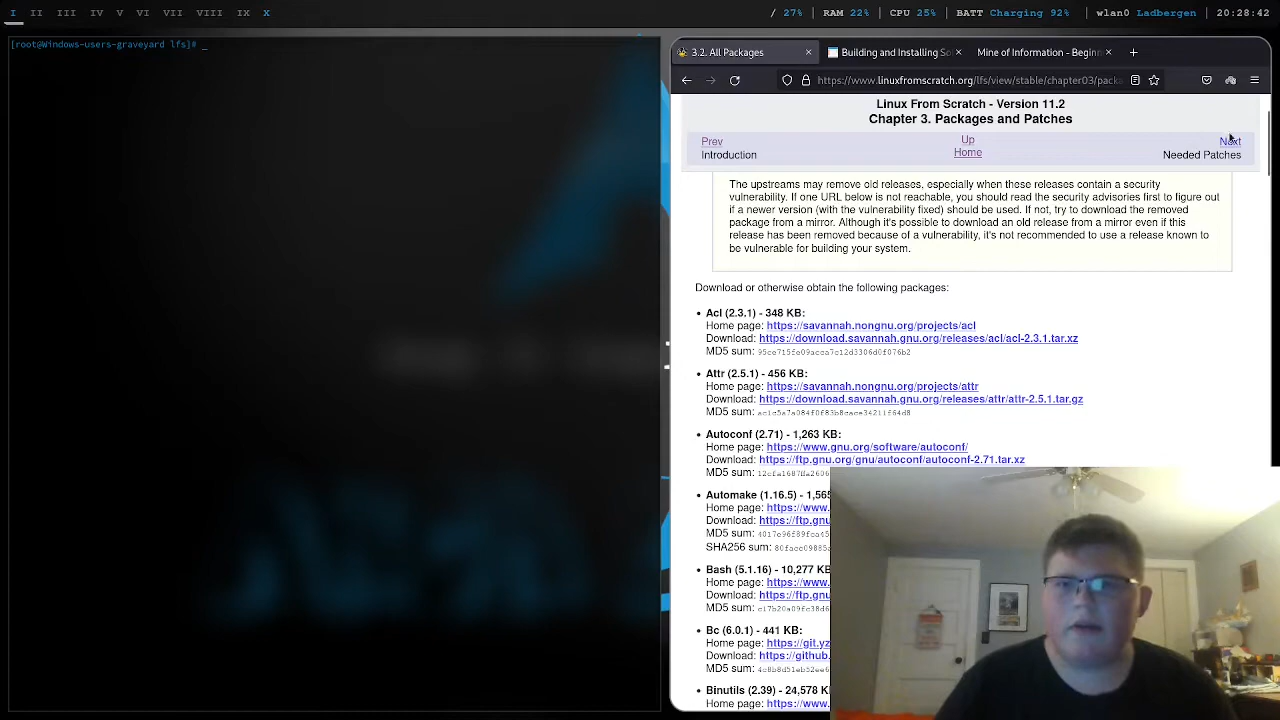 I II III IV V VI VII VIII IX X
/ 27% | RAM 22% | CPU 25% | BATT Charging 92% | wlan0 Ladbergen | 20:28:42
[root@Windows-users-graveyard lfs]# _
3.2. All Packages
Building and Installing So
Mine of Information - Beginn
https://www.linuxfromscratch.org/lfs/view/stable/chapter03/packa
Linux From Scratch - Version 11.2
Chapter 3. Packages and Patches
Prev Up Next
Introduction Home Needed Patches
The upstreams may remove old releases, especially when these releases contain a security
vulnerability. If one URL below is not reachable, you should read the security advisories first to figure out
if a newer version (with the vulnerability fixed) should be used. If not, try to download the removed
package from a mirror. Although it's possible to download an old release from a mirror even if this
release has been removed because of a vulnerability, it's not recommended to use a release known to
be vulnerable for building your system.
Download or otherwise obtain the following packages:
• Acl (2.3.1) - 348 KB:
Home page: https://savannah.nongnu.org/projects/acl
Download: https://download.savannah.gnu.org/releases/acl/acl-2.3.1.tar.xz
MD5 sum:
• Attr (2.5.1) - 456 KB:
Home page: https://savannah.nongnu.org/projects/attr
Download: https://download.savannah.gnu.org/releases/attr/attr-2.5.1.tar.gz
MD5 sum:
• Autoconf (2.71) - 1,263 KB:
Home page: https://www.gnu.org/software/autoconf/
Download: https://ftp.gnu.org/gnu/autoconf/autoconf-2.71.tar.xz
MD5
• Automake (1.16.5) - 1,565
Home page: https://www.
Download: https://ftp.gnu
MD5 sum:
SHA256 sum:
• Bash (5.1.16) - 10,277 KB
Home page: https://www.
Download: https://ftp.gnu
MD5 sum:
• Bc (6.0.1) - 441 KB:
Home page: https://git.yz
Download: https://github.
MD5 sum:
• Binutils (2.39) - 24,578 K
Home page: https://www.